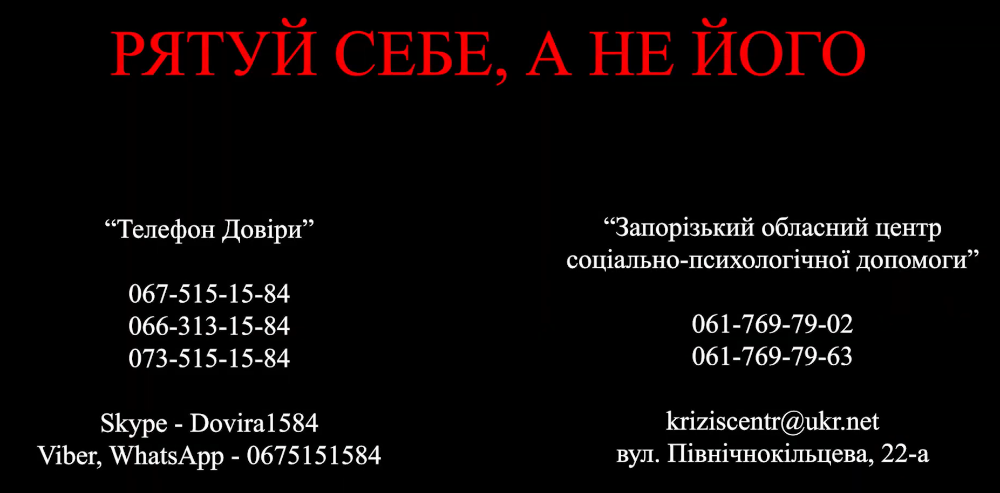 РЯТУЙ СЕБЕ, А НЕ ЙОГО
“Телефон Довіри”
067-515-15-84
066-313-15-84
073-515-15-84
Skype - Dovira1584
Viber, WhatsApp - 0675151584
“Запорізький обласний центр
соціально-психологічної допомоги”
061-769-79-02
061-769-79-63
kriziscentr@ukr.net
вул. Північнокільцева, 22-а